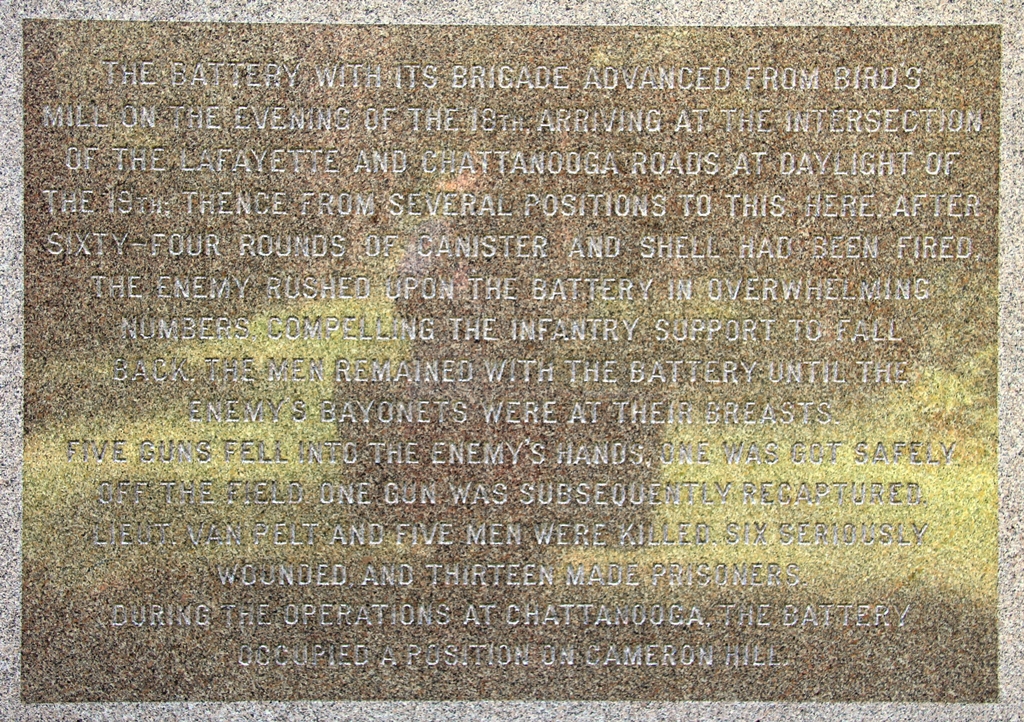 THE BATTERY WITH ITS BRIGADE ADVANCED FROM BIRD'S
MILL ON THE EVENING OF THE 18TH, ARRIVING AT THE INTERSECTION
OF THE LAFAYETTE AND CHATTANOOGA ROADS AT DAYLIGHT OF
THE 19TH; THENCE FROM SEVERAL POSITIONS TO THIS. HERE, AFTER
SIXTY-FOUR ROUNDS OF CANISTER AND SHELL HAD BEEN FIRED,
THE ENEMY RUSHED UPON THE BATTERY IN OVERWHELMING
NUMBERS, COMPELLING THE INFANTRY SUPPORT TO FALL
BACK. THE MEN REMAINED WITH THE BATTERY UNTIL THE
ENEMY'S BAYONETS WERE AT THEIR BREASTS.
FIVE GUNS FELL INTO THE ENEMY'S HANDS, ONE WAS GOT SAFELY
OFF THE FIELD. ONE GUN WAS SUBSEQUENTLY RECAPTURED.
LIEUT. VAN PELT AND FIVE MEN WERE KILLED, SIX SERIOUSLY
WOUNDED, AND THIRTEEN MADE PRISONERS.
DURING THE OPERATIONS AT CHATTANOOGA, THE BATTERY
OCCUPIED A POSITION ON CAMERON HILL.